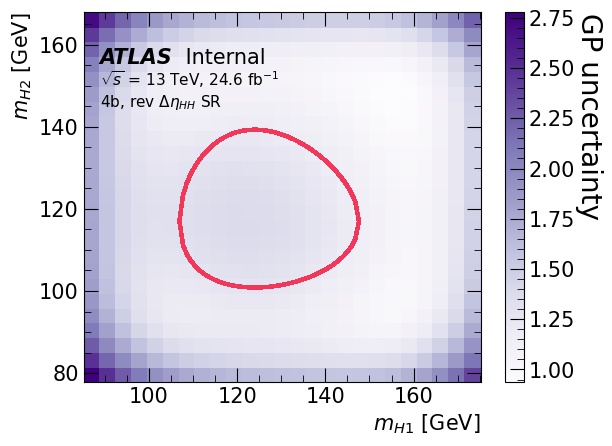 ATLAS Internal
√s = 13 TeV, 24.6 fb⁻¹
4b, rev Δη_HH SR
m_H2 [GeV]
160
140
120
100
80
100
120
140
160
m_H1 [GeV]
2.75
2.50
2.25
2.00
1.75
1.50
1.25
1.00
GP uncertainty